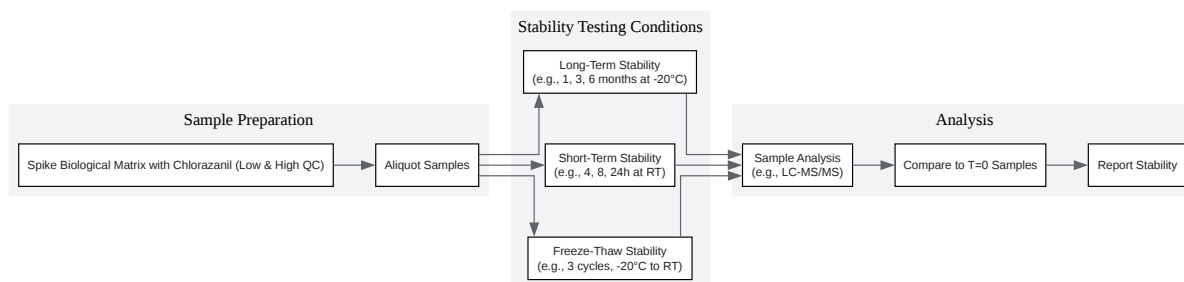 Sample Preparation
Spike Biological Matrix with Chlorazanil (Low & High QC)
Aliquot Samples
Stability Testing Conditions
Long-Term Stability
(e.g., 1, 3, 6 months at -20°C)
Short-Term Stability
(e.g., 4, 8, 24h at RT)
Freeze-Thaw Stability
(e.g., 3 cycles, -20°C to RT)
Analysis
Sample Analysis
(e.g., LC-MS/MS)
Compare to T=0 Samples
Report Stability